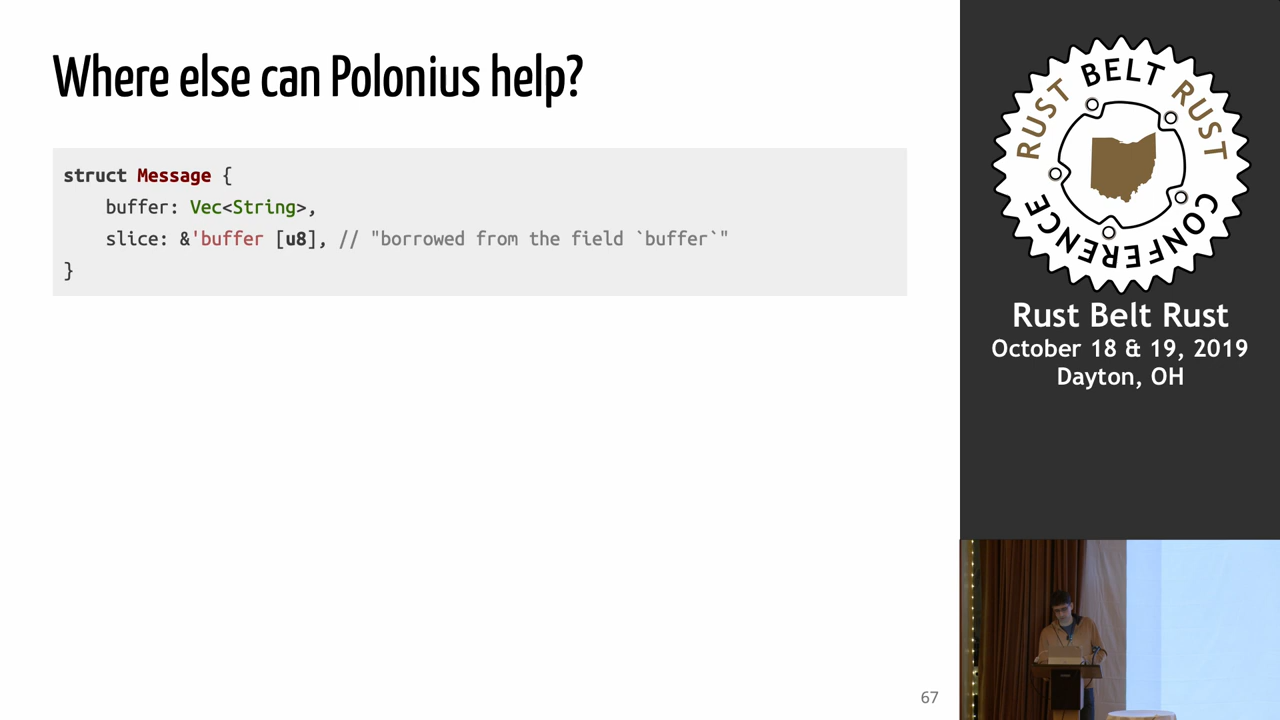 Where else can Polonius help?
struct Message {
    buffer: Vec<String>,
    slice: &'buffer [u8], // "borrowed from the field `buffer`"
}
67
RUST BELT RUST
CONFERENCE
Rust Belt Rust
October 18 & 19, 2019
Dayton, OH